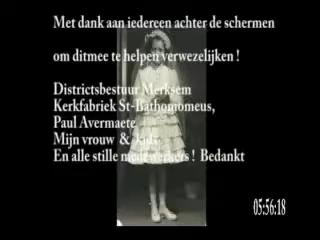 Met dank aan iedereen achter de schermen
om ditmee te helpen verwezelijken !
Districtsbestuur Merksem
Kerkfabriek St-Bathomomeus,
Paul Avermaete
Mijn vrouw &
En alle stille medewerkers ! Bedankt
05:56:18